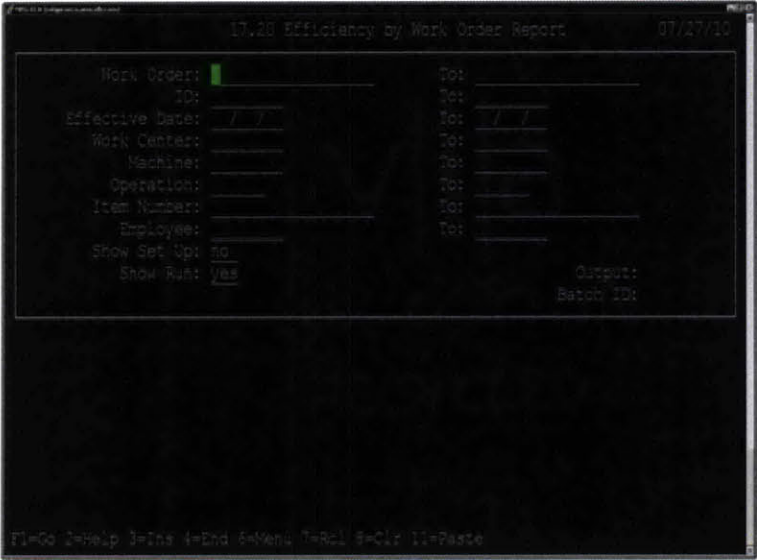 17.20 Efficiency by Work Order Report 07/27/10
Work Order: To:
ID: To:
Effective Date: / / To: / /
Work Center: To:
Machine: To:
Operation: To:
Item Number: To:
Employee: To:
Show Set Up: no
Show Run: yes Output:
Batch ID:
F1=Go 2=Help 3=Ins 4=End 6=Menu 7=Rcl 8=Clr 11=Paste